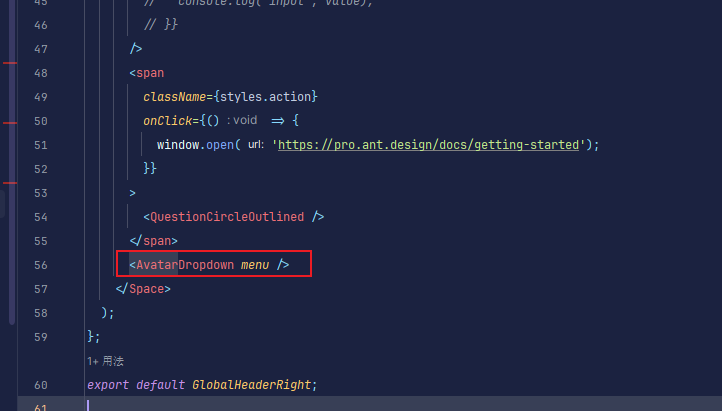 45 // console.log('input', value);
46 // }}
47 />
48 <span
49 className={styles.action}
50 onClick={() : void => {
51 window.open( url: 'https://pro.ant.design/docs/getting-started');
52 }}
53 >
54 <QuestionCircleOutlined />
55 </span>
56 <AvatarDropdown menu />
57 </Space>
58 );
59 };
1+ 用法
60 export default GlobalHeaderRight;
61